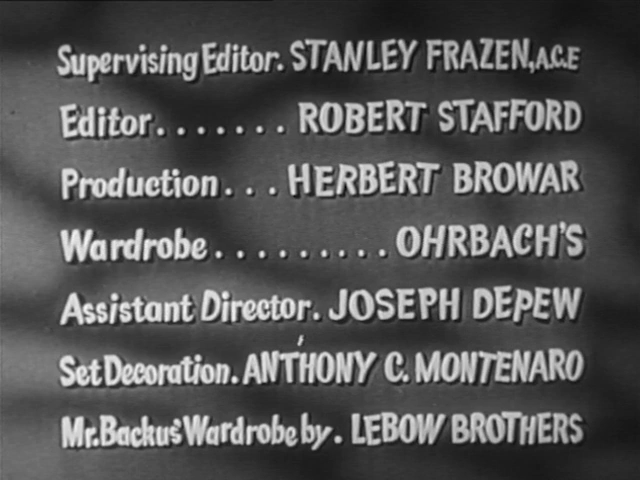 Supervising Editor. STANLEY FRAZEN, A.C.E
Editor....... ROBERT STAFFORD
Production... HERBERT BROWAR
Wardrobe.......... OHRBACH'S
Assistant Director. JOSEPH DEPEW
Set Decoration. ANTHONY C. MONTENARO
Mr. Backus' Wardrobe by. LEBOW BROTHERS